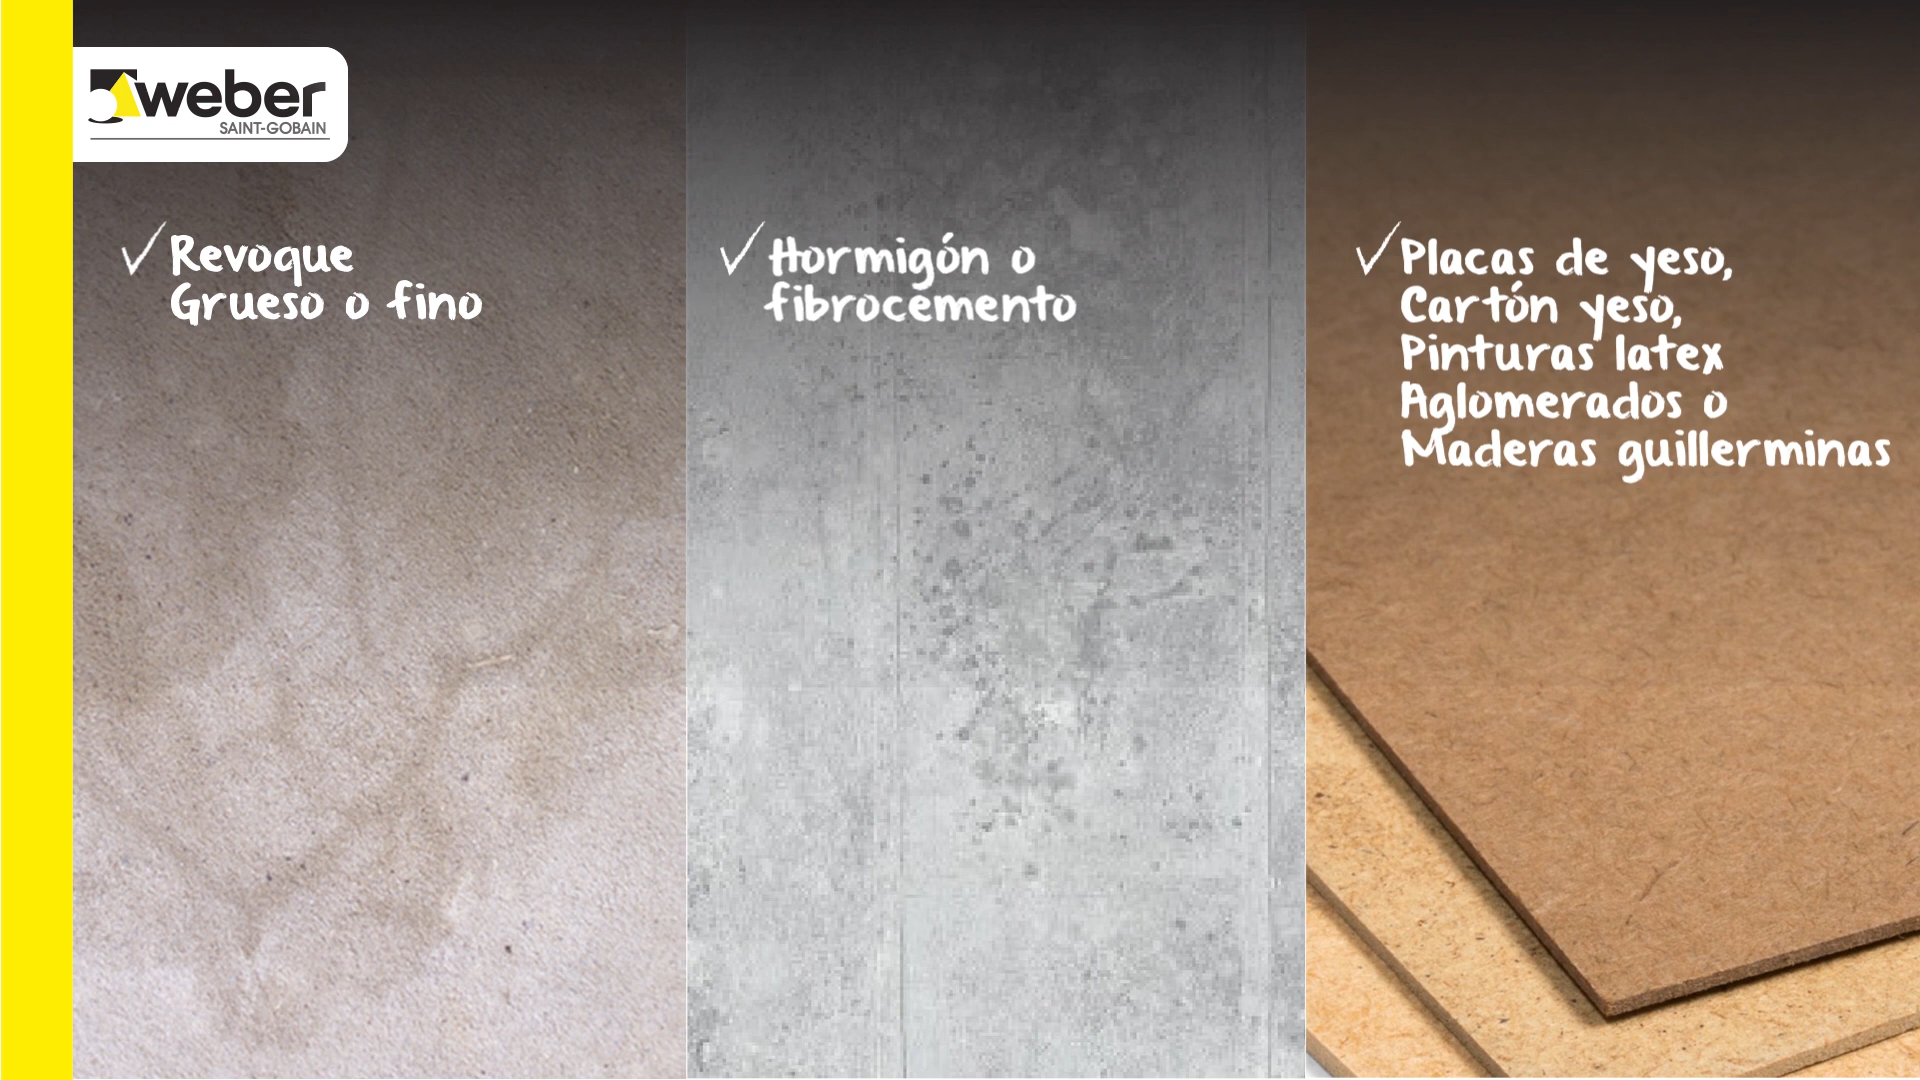 weber
SAINT-GOBAIN
Revoque
Grueso o fino
Hormigón o
fibrocemento
Placas de yeso,
Cartón yeso,
Pinturas latex
Aglomerados o
Maderas guillerminas